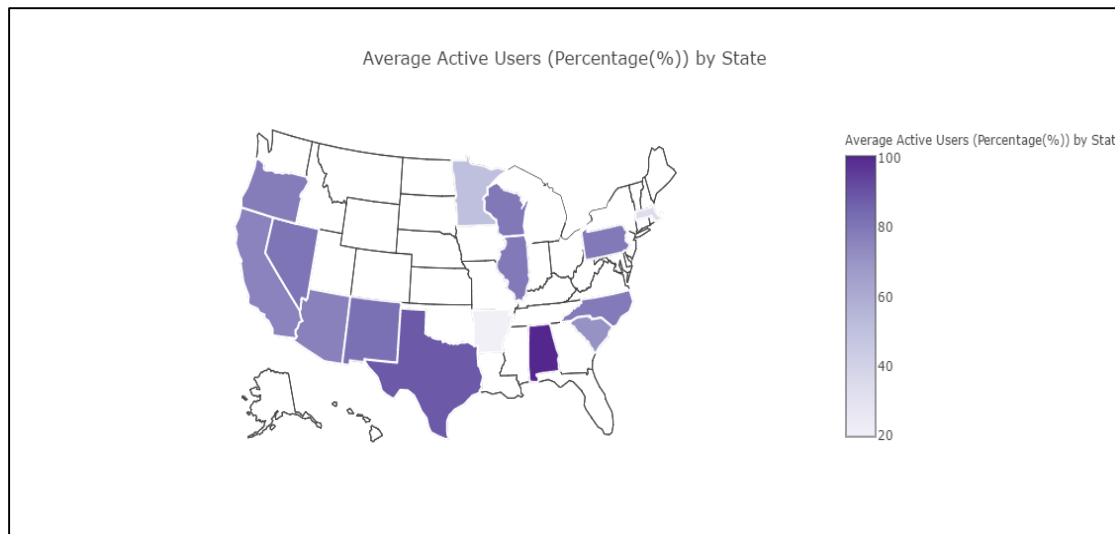 Average Active Users (Percentage(%)) by State
Average Active Users (Percentage(%)) by Stat
100
80
60
40
20